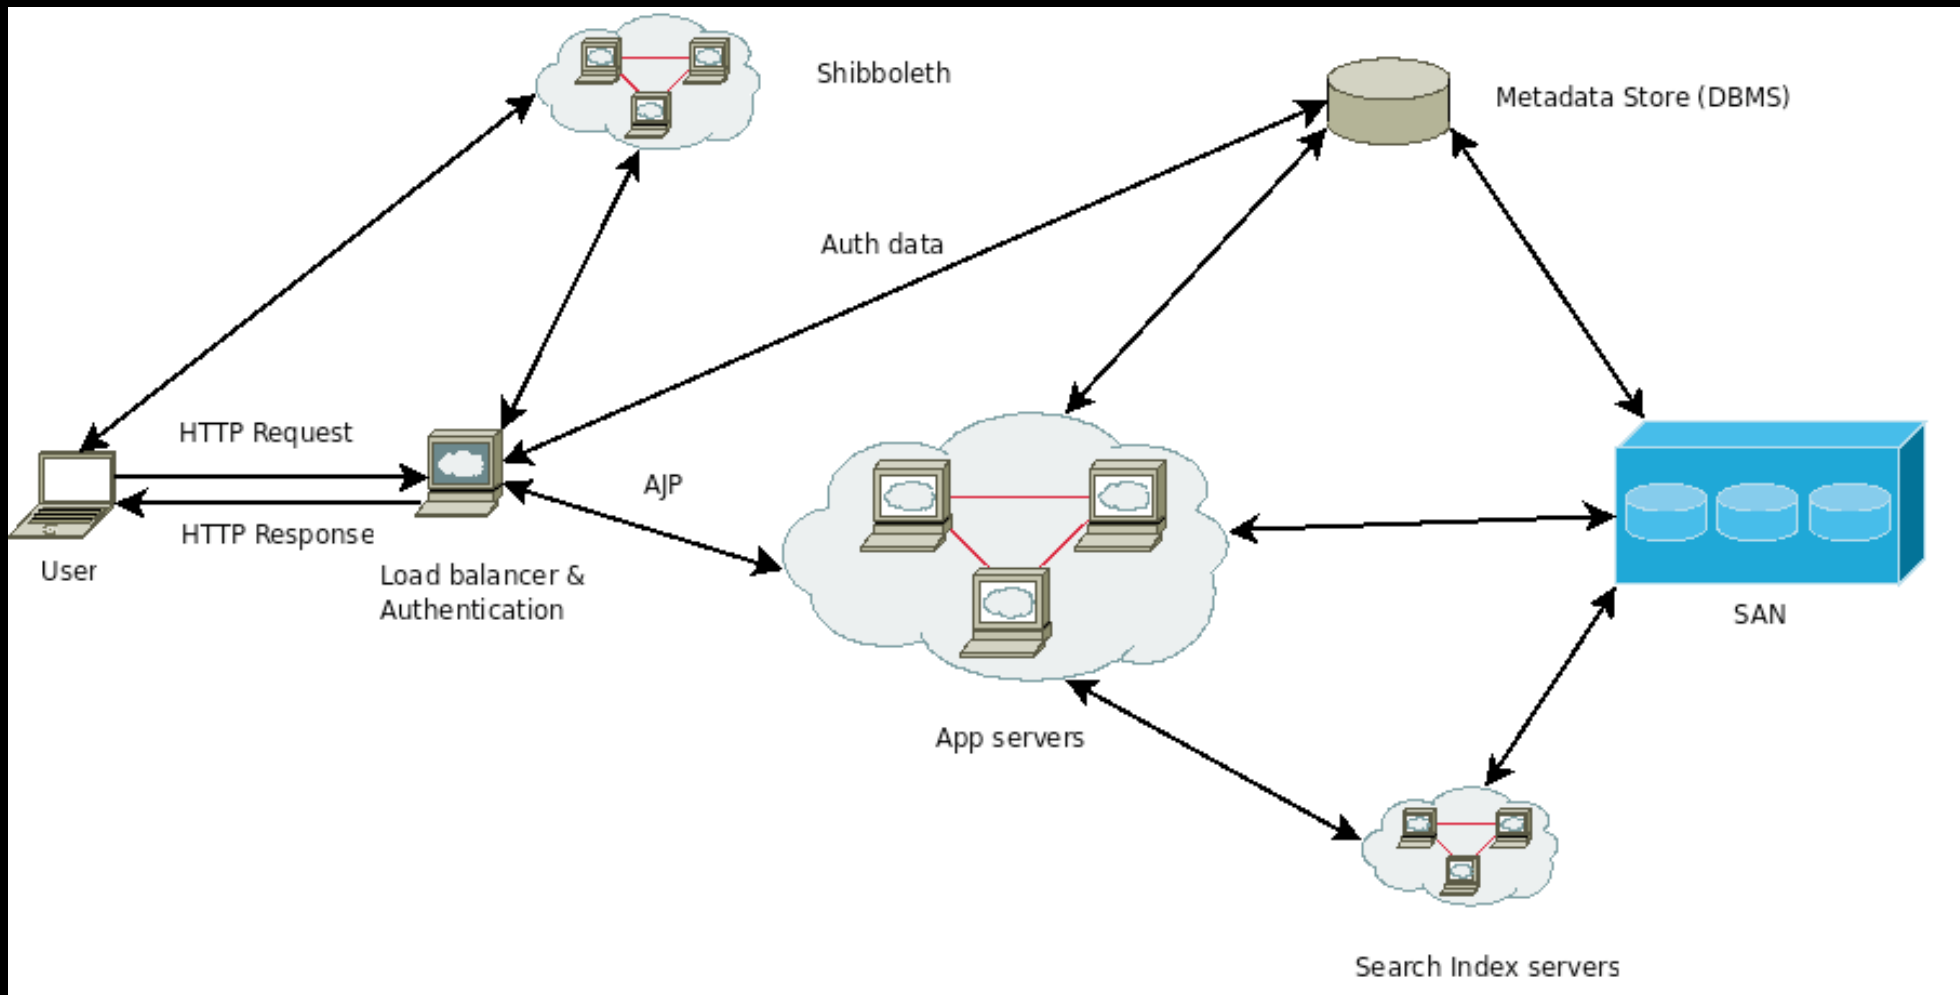 Shibboleth
Metadata Store (DBMS)
Auth data
HTTP Request
AJP
HTTP Response
User
Load balancer &
Authentication
SAN
App servers
Search Index servers